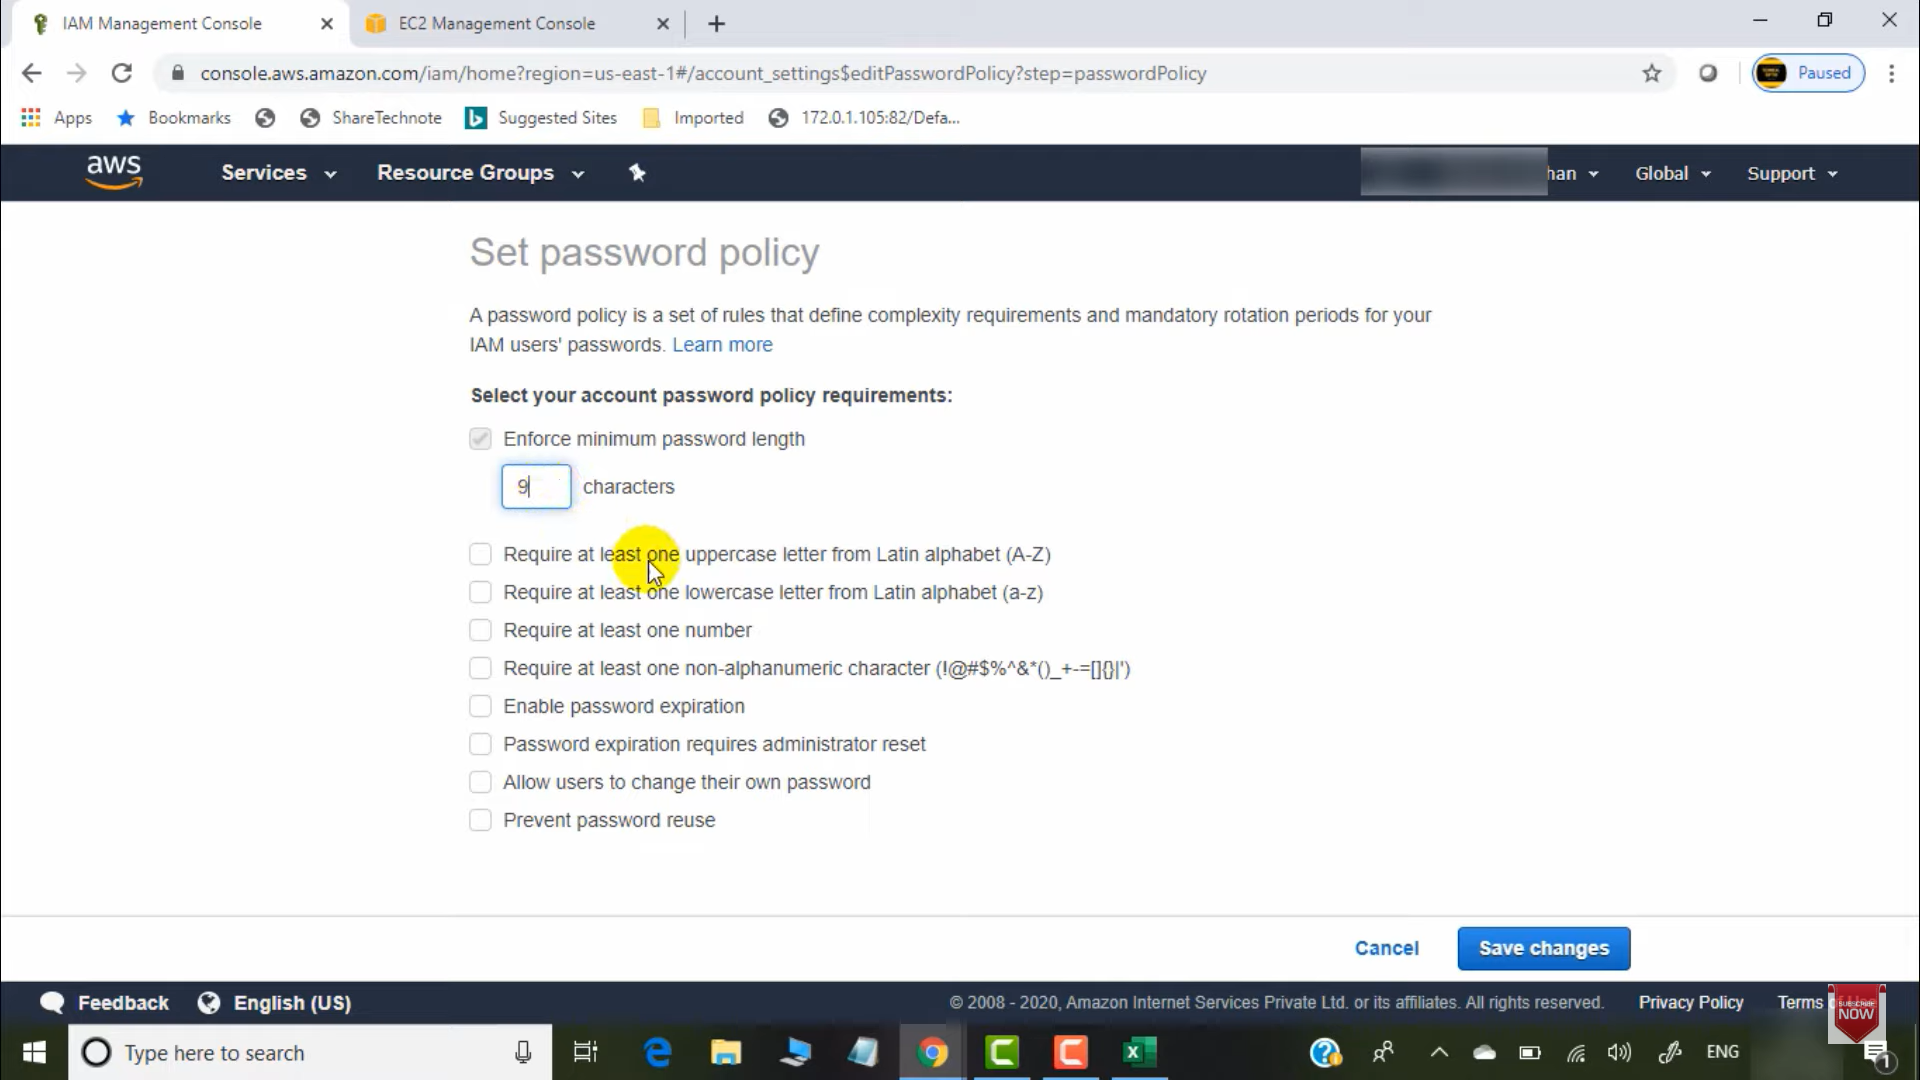 IAM Management Console
EC2 Management Console
console.aws.amazon.com/iam/home?region=us-east-1#/account_settings$editPasswordPolicy?step=passwordPolicy
Paused
Apps
Bookmarks
ShareTechnote
Suggested Sites
Imported
172.0.1.105:82/Defa...
aws
Services
Resource Groups
han
Global
Support
Set password policy
A password policy is a set of rules that define complexity requirements and mandatory rotation periods for your
IAM users' passwords. Learn more
Select your account password policy requirements:
Enforce minimum password length
9 characters
Require at least one uppercase letter from Latin alphabet (A-Z)
Require at least one lowercase letter from Latin alphabet (a-z)
Require at least one number
Require at least one non-alphanumeric character (!@#$%^&*()_+-=[]{}|')
Enable password expiration
Password expiration requires administrator reset
Allow users to change their own password
Prevent password reuse
Cancel
Save changes
Feedback
English (US)
© 2008 - 2020, Amazon Internet Services Private Ltd. or its affiliates. All rights reserved.
Privacy Policy
Terms
SUBSCRIBE
NOW
Type here to search
ENG
1